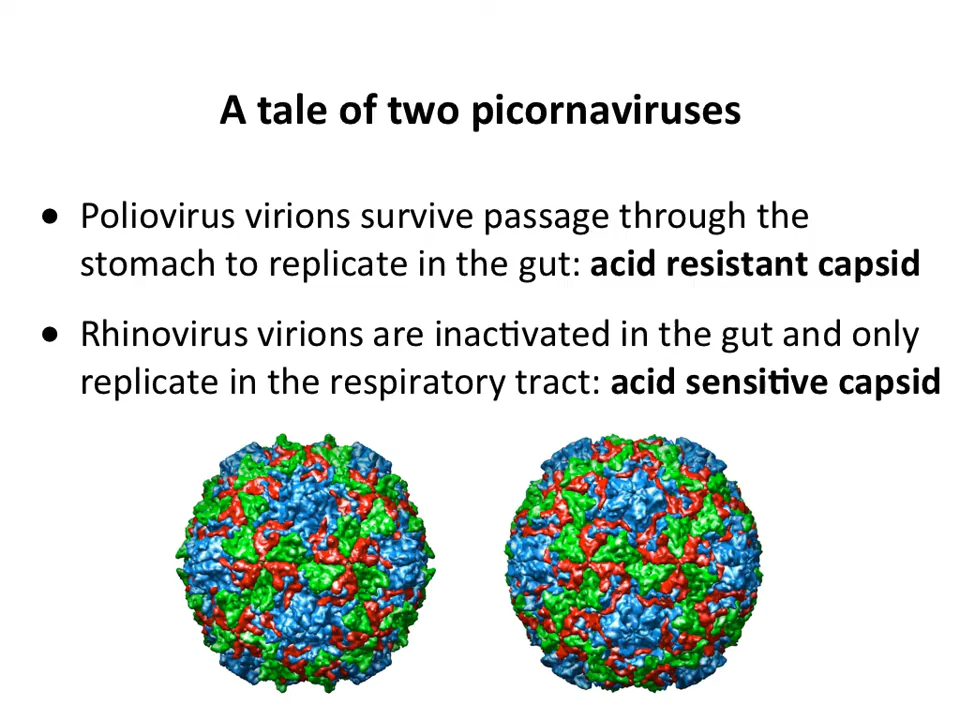 A tale of two picornaviruses
• Poliovirus virions survive passage through the
stomach to replicate in the gut: acid resistant capsid
• Rhinovirus virions are inactivated in the gut and only
replicate in the respiratory tract: acid sensitive capsid